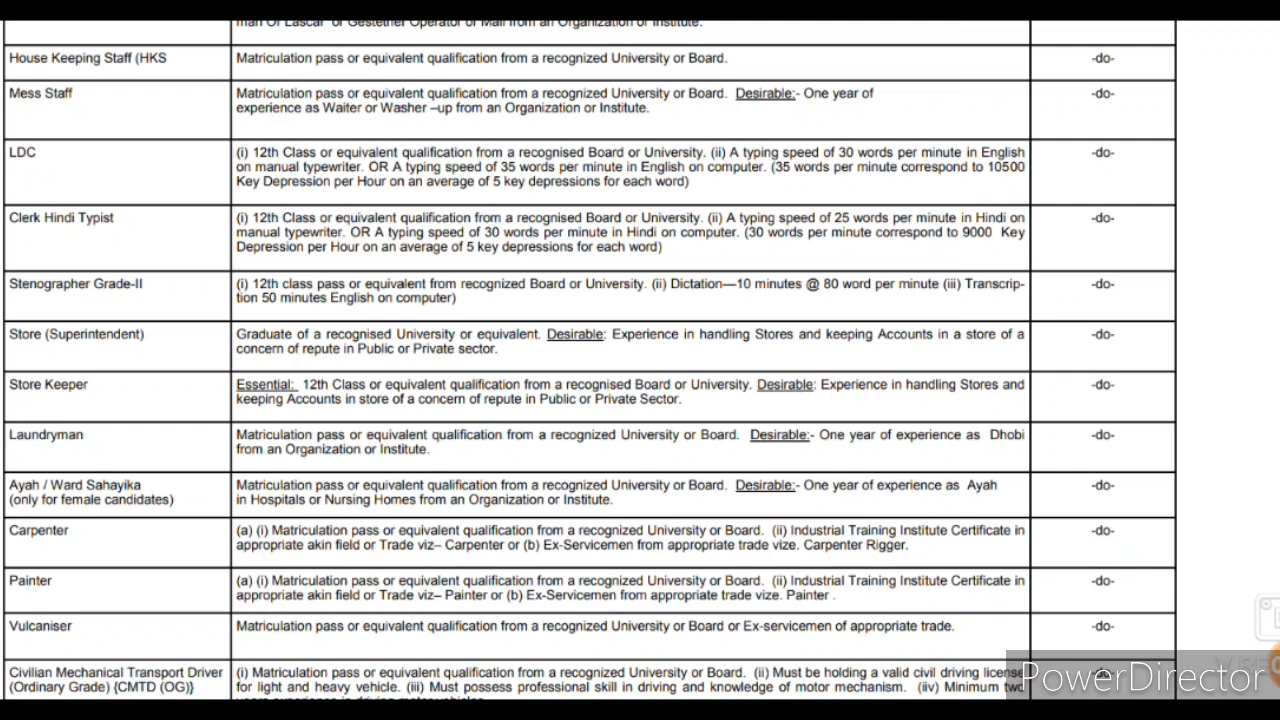 man Or Lascar or Gestetner Operator or Mali from an Organization or Institute.
House Keeping Staff (HKS
Matriculation pass or equivalent qualification from a recognized University or Board.
-do-
Mess Staff
Matriculation pass or equivalent qualification from a recognized University or Board. Desirable:- One year of
experience as Waiter or Washer –up from an Organization or Institute.
-do-
LDC
(i) 12th Class or equivalent qualification from a recognised Board or University. (ii) A typing speed of 30 words per minute in English
on manual typewriter. OR A typing speed of 35 words per minute in English on computer. (35 words per minute correspond to 10500
Key Depression per Hour on an average of 5 key depressions for each word)
-do-
Clerk Hindi Typist
(i) 12th Class or equivalent qualification from a recognised Board or University. (ii) A typing speed of 25 words per minute in Hindi on
manual typewriter. OR A typing speed of 30 words per minute in Hindi on computer. (30 words per minute correspond to 9000 Key
Depression per Hour on an average of 5 key depressions for each word)
-do-
Stenographer Grade-II
(i) 12th class pass or equivalent from recognized Board or University. (ii) Dictation—10 minutes @ 80 word per minute (iii) Transcrip-
tion 50 minutes English on computer)
-do-
Store (Superintendent)
Graduate of a recognised University or equivalent. Desirable: Experience in handling Stores and keeping Accounts in a store of a
concern of repute in Public or Private sector.
-do-
Store Keeper
Essential: 12th Class or equivalent qualification from a recognised Board or University. Desirable: Experience in handling Stores and
keeping Accounts in store of a concern of repute in Public or Private Sector.
-do-
Laundryman
Matriculation pass or equivalent qualification from a recognized University or Board. Desirable:- One year of experience as Dhobi
from an Organization or Institute.
-do-
Ayah / Ward Sahayika
(only for female candidates)
Matriculation pass or equivalent qualification from a recognized University or Board. Desirable:- One year of experience as Ayah
in Hospitals or Nursing Homes from an Organization or Institute.
-do-
Carpenter
(a) (i) Matriculation pass or equivalent qualification from a recognized University or Board. (ii) Industrial Training Institute Certificate in
appropriate akin field or Trade viz– Carpenter or (b) Ex-Servicemen from appropriate trade vize. Carpenter Rigger.
-do-
Painter
(a) (i) Matriculation pass or equivalent qualification from a recognized University or Board. (ii) Industrial Training Institute Certificate in
appropriate akin field or Trade viz– Painter or (b) Ex-Servicemen from appropriate trade vize. Painter .
-do-
Vulcaniser
Matriculation pass or equivalent qualification from a recognized University or Board or Ex-servicemen of appropriate trade.
-do-
Civilian Mechanical Transport Driver
(Ordinary Grade) {CMTD (OG)}
(i) Matriculation pass or equivalent qualification from a recognized University or Board. (ii) Must be holding a valid civil driving license
for light and heavy vehicle. (iii) Must possess professional skill in driving and knowledge of motor mechanism. (iiv) Minimum two
-do-
PowerDirector